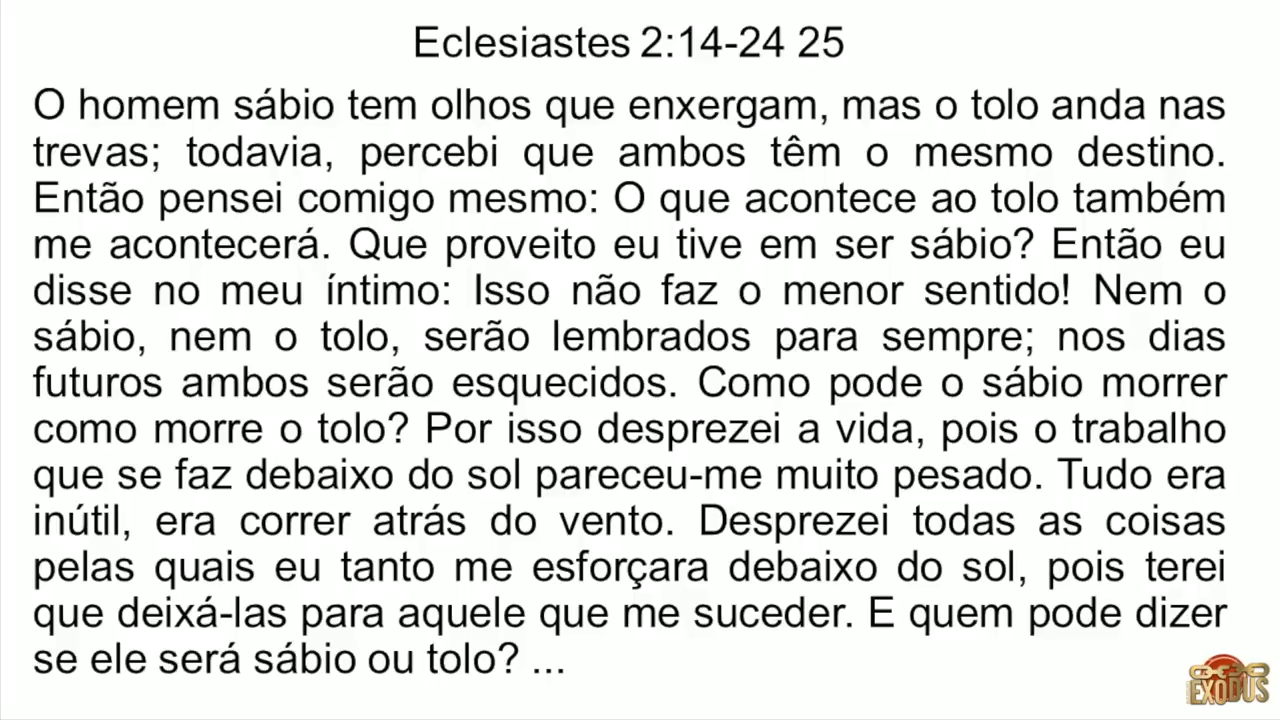 Eclesiastes 2:14-24 25
O homem sábio tem olhos que enxergam, mas o tolo anda nas
trevas; todavia, percebi que ambos têm o mesmo destino.
Então pensei comigo mesmo: O que acontece ao tolo também
me acontecerá. Que proveito eu tive em ser sábio? Então eu
disse no meu íntimo: Isso não faz o menor sentido! Nem o
sábio, nem o tolo, serão lembrados para sempre; nos dias
futuros ambos serão esquecidos. Como pode o sábio morrer
como morre o tolo? Por isso desprezei a vida, pois o trabalho
que se faz debaixo do sol pareceu-me muito pesado. Tudo era
inútil, era correr atrás do vento. Desprezei todas as coisas
pelas quais eu tanto me esforçara debaixo do sol, pois terei
que deixá-las para aquele que me suceder. E quem pode dizer
se ele será sábio ou tolo? ...
EXODUS